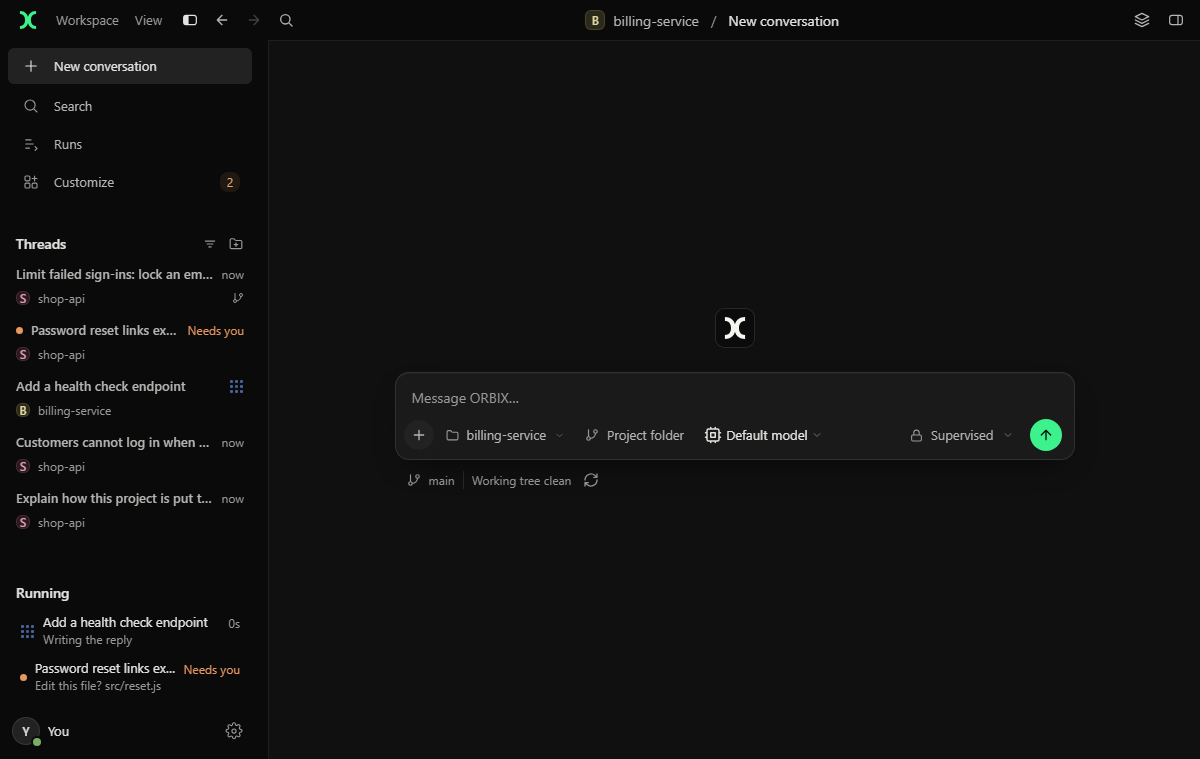 Workspace View
B billing-service / New conversation
New conversation
Search
Runs
Customize 2
Threads
Limit failed sign-ins: lock an em... now
S shop-api
Password reset links ex... Needs you
S shop-api
Add a health check endpoint
B billing-service
Customers cannot log in when ... now
S shop-api
Explain how this project is put t... now
S shop-api
Running
Add a health check endpoint 0s
Writing the reply
Password reset links ex... Needs you
Edit this file? src/reset.js
Y You
Message ORBIX...
billing-service Project folder Default model Supervised
main Working tree clean